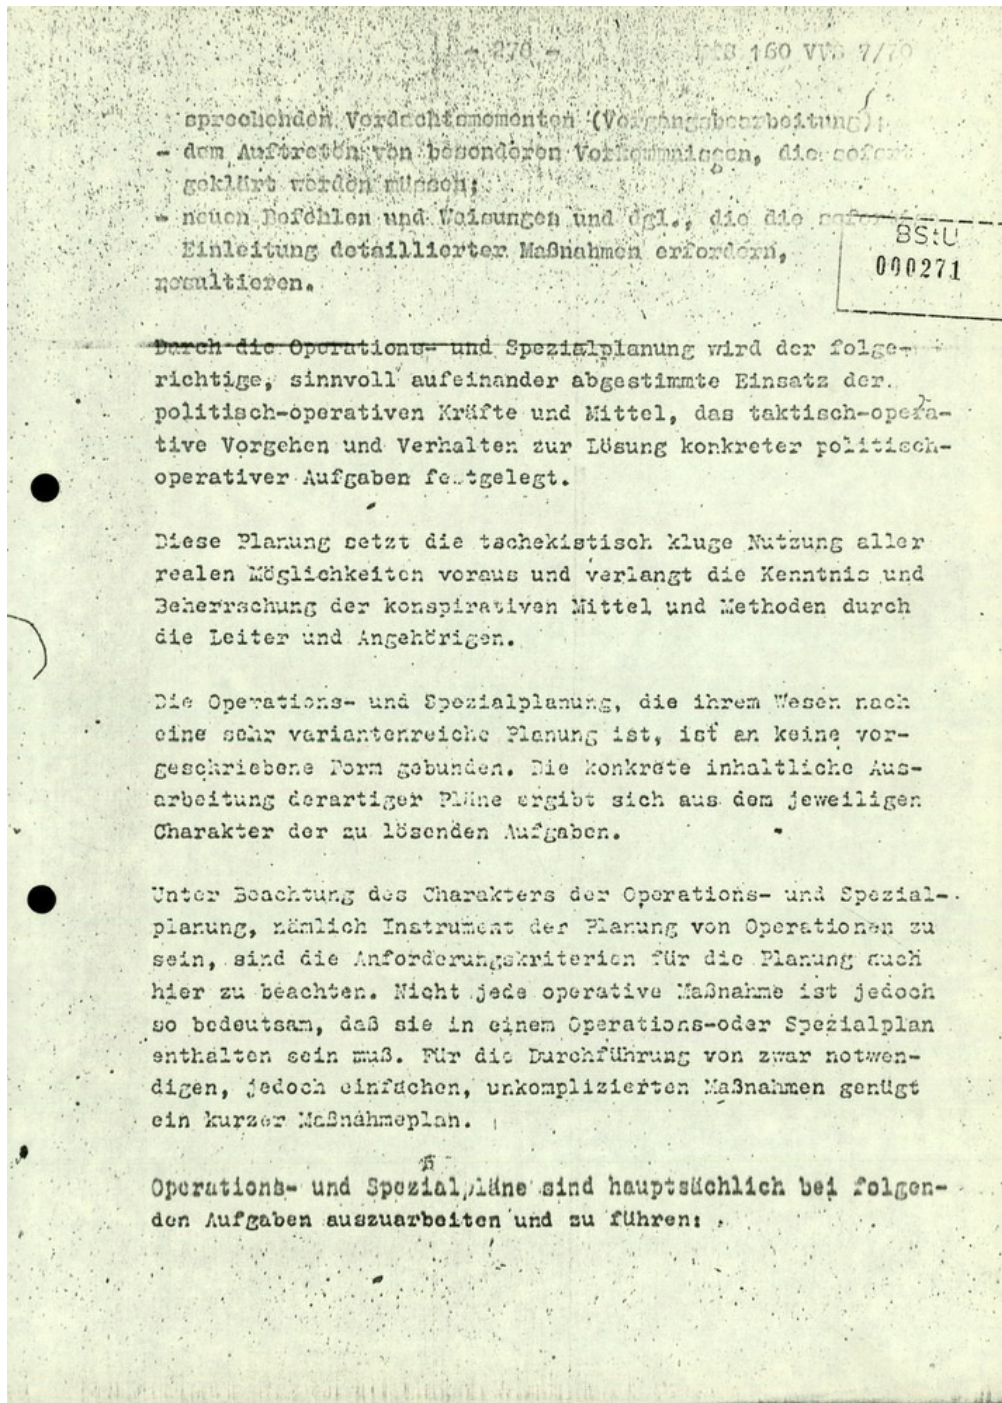 - 270 - 160 VVS 7/70
sprechenden Verdachtsmomenten (Vorgangsbearbeitung);
- dem Auftreten von besonderen Vorkommnissen, die sofort
geklärt werden müssen;
- neuen Befehlen und Weisungen und dgl., die die sofortige
Einleitung detaillierter Maßnahmen erfordern,
resultieren.
BStU
000271
Durch die Operations- und Spezialplanung wird der folge-
richtige, sinnvoll aufeinander abgestimmte Einsatz der
politisch-operativen Kräfte und Mittel, das taktisch-opera-
tive Vorgehen und Verhalten zur Lösung konkreter politisch-
operativer Aufgaben festgelegt.
Diese Planung setzt die tschekistisch kluge Nutzung aller
realen Möglichkeiten voraus und verlangt die Kenntnis und
Beherrschung der konspirativen Mittel und Methoden durch
die Leiter und Angehörigen.
Die Operations- und Spezialplanung, die ihrem Wesen nach
eine sehr variantenreiche Planung ist, ist an keine vor-
geschriebene Form gebunden. Die konkrete inhaltliche Aus-
arbeitung derartiger Pläne ergibt sich aus dem jeweiligen
Charakter der zu lösenden Aufgaben.
Unter Beachtung des Charakters der Operations- und Spezial-
planung, nämlich Instrument der Planung von Operationen zu
sein, sind die Anforderungskriterien für die Planung auch
hier zu beachten. Nicht jede operative Maßnahme ist jedoch
so bedeutsam, daß sie in einem Operations-oder Spezialplan
enthalten sein muß. Für die Durchführung von zwar notwen-
digen, jedoch einfachen, unkomplizierten Maßnahmen genügt
ein kurzer Maßnahmeplan.
Operations- und Spezialpläne sind hauptsächlich bei folgen-
den Aufgaben auszuarbeiten und zu führen: